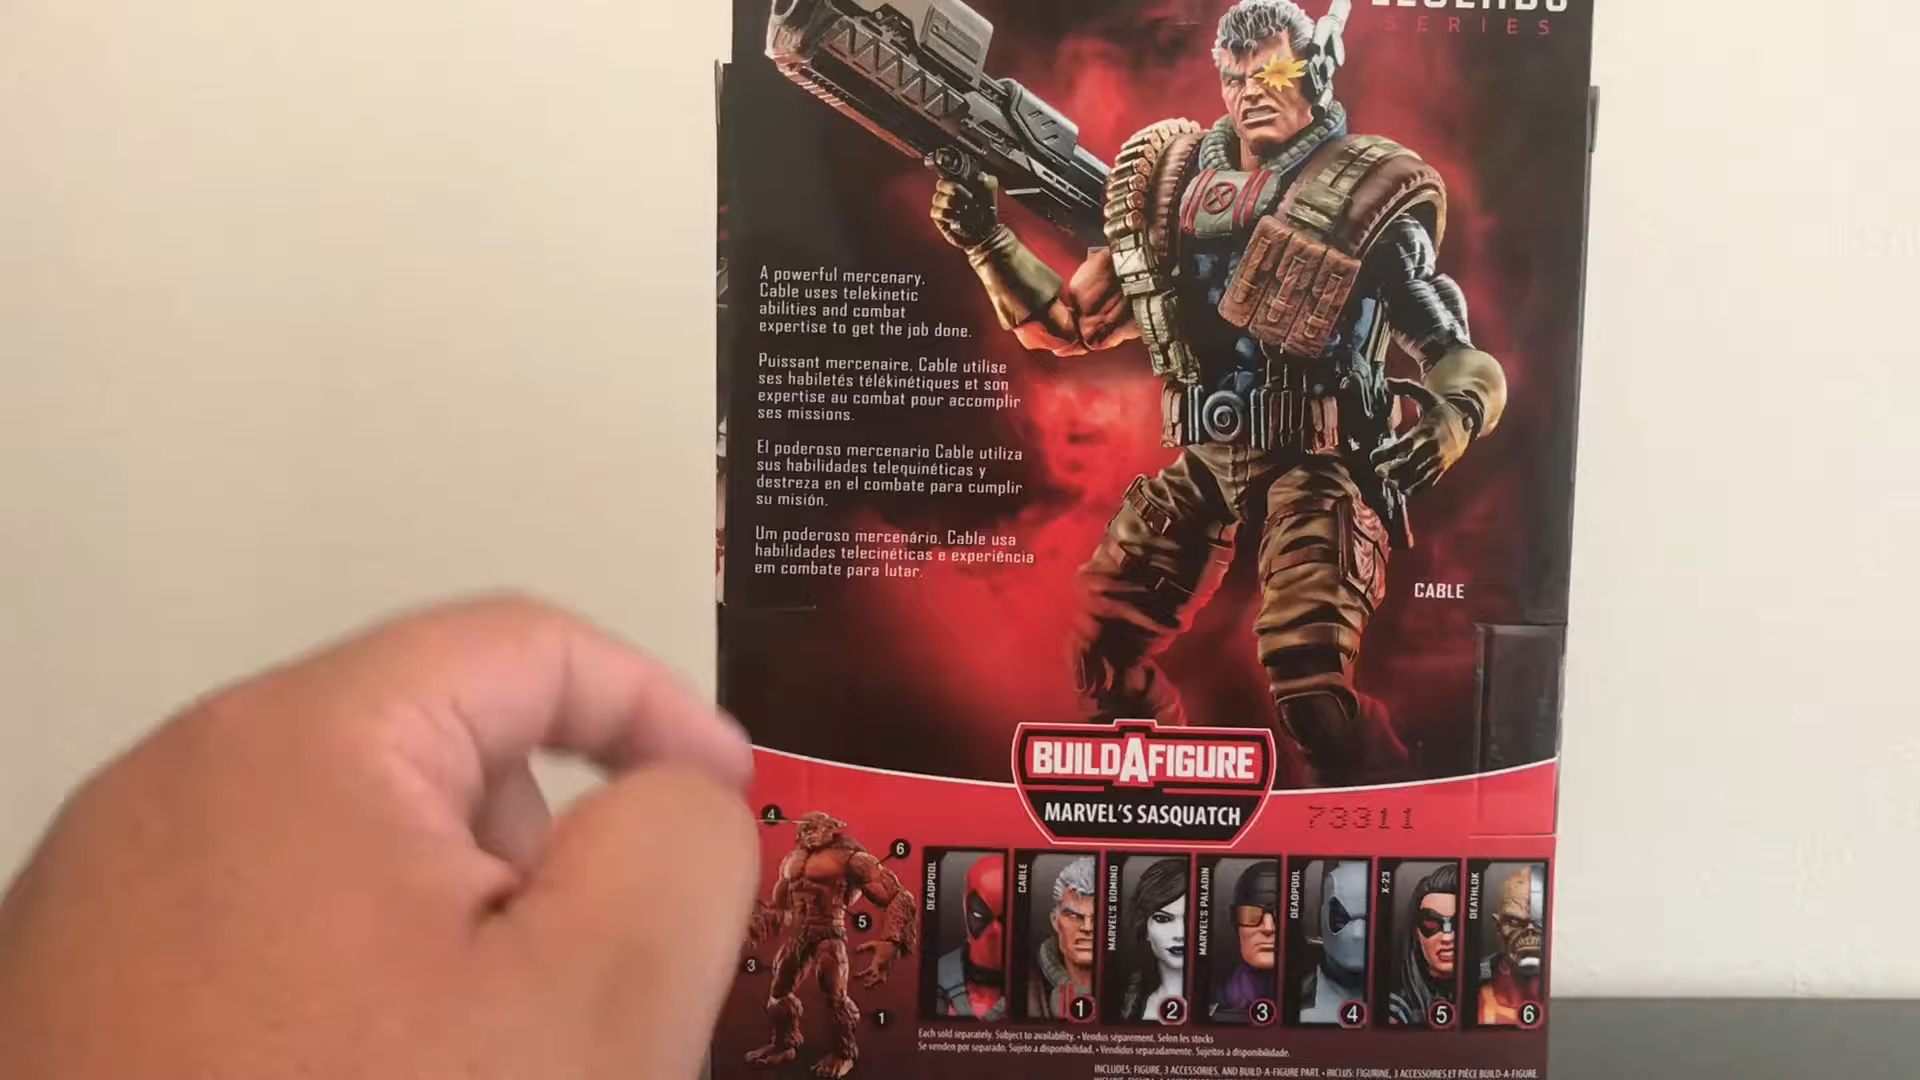 SERIES
A powerful mercenary,
Cable uses telekinetic
abilities and combat
expertise to get the job done.
Puissant mercenaire, Cable utilise
ses habiletés télékinétiques et son
expertise au combat pour accomplir
ses missions.
El poderoso mercenario Cable utiliza
sus habilidades telequinéticas y
destreza en el combate para cumplir
su misión.
Um poderoso mercenário, Cable usa
habilidades telecinéticas e experiência
em combate para lutar.
CABLE
BUILD A FIGURE
MARVEL'S SASQUATCH
73311
4
6
5
3
1
DEADPOOL
CABLE
1
MARVEL'S DOMINO
2
MARVEL'S PALADIN
3
DEADPOOL
4
X-23
5
DEATHLOK
6
Each sold separately. Subject to availability. • Vendus séparément. Selon les stocks
Se venden por separado. Sujeto a disponibilidad. • Vendidos separadamente. Sujeitos à disponibilidade.
INCLUDES: FIGURE, 3 ACCESSORIES, AND BUILD-A-FIGURE PART. • INCLUS: FIGURINE, 3 ACCESSOIRES ET PIÈCE BUILD-A-FIGURE.